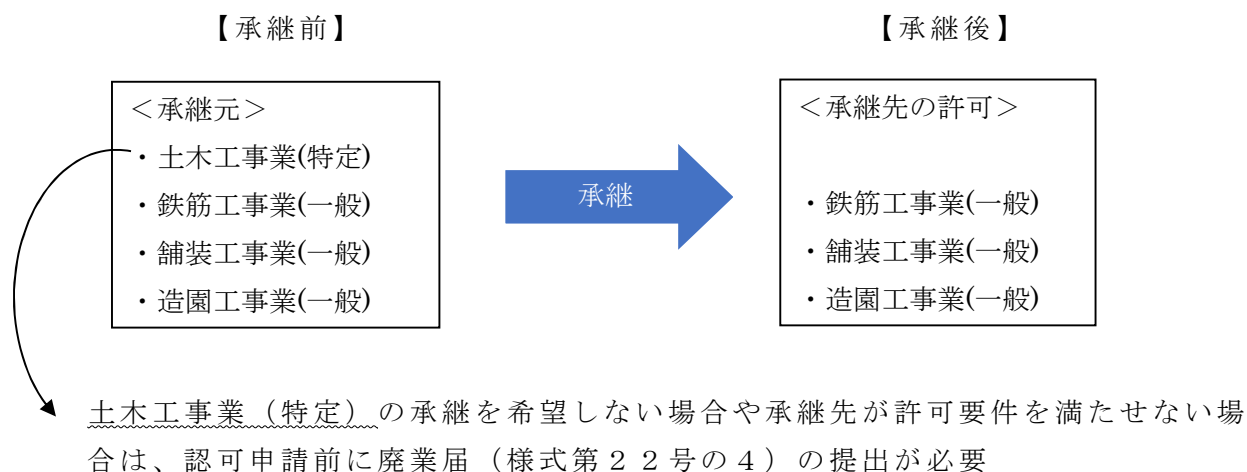 【承継前】
【承継後】
＜承継元＞
・土木工事業(特定)
・鉄筋工事業(一般)
・舗装工事業(一般)
・造園工事業(一般)
承継
＜承継先の許可＞
・鉄筋工事業(一般)
・舗装工事業(一般)
・造園工事業(一般)
土木工事業（特定）の承継を希望しない場合や承継先が許可要件を満たせない場
合は、認可申請前に廃業届（様式第２２号の４）の提出が必要